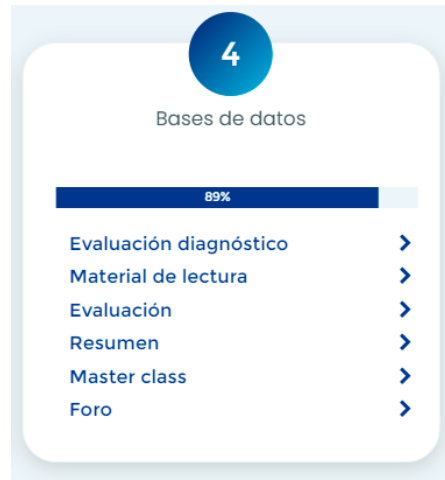 4
Bases de datos
89%
Evaluación diagnóstico
Material de lectura
Evaluación
Resumen
Master class
Foro